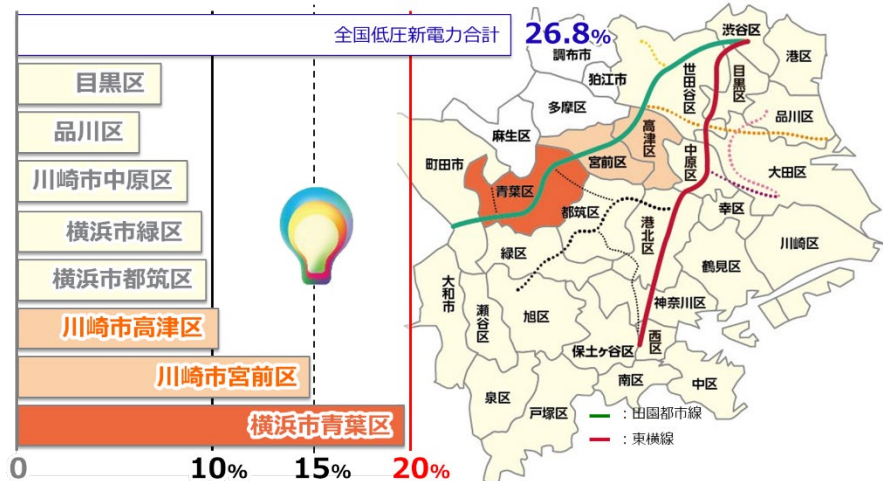 全国低圧新電力合計
26.8%
目黒区
品川区
川崎市中原区
横浜市緑区
横浜市都筑区
川崎市高津区
川崎市宮前区
横浜市青葉区
0
10%
15%
20%
渋谷区
港区
調布市
世田谷区
目黒区
狛江市
品川区
多摩区
高津区
麻生区
中原区
宮前区
町田市
大田区
青葉区
都筑区
幸区
港北区
川崎区
緑区
鶴見区
大和市
神奈川区
瀬谷区
旭区
西区
保土ヶ谷区
南区
中区
泉区
戸塚区
:田園都市線
:東横線